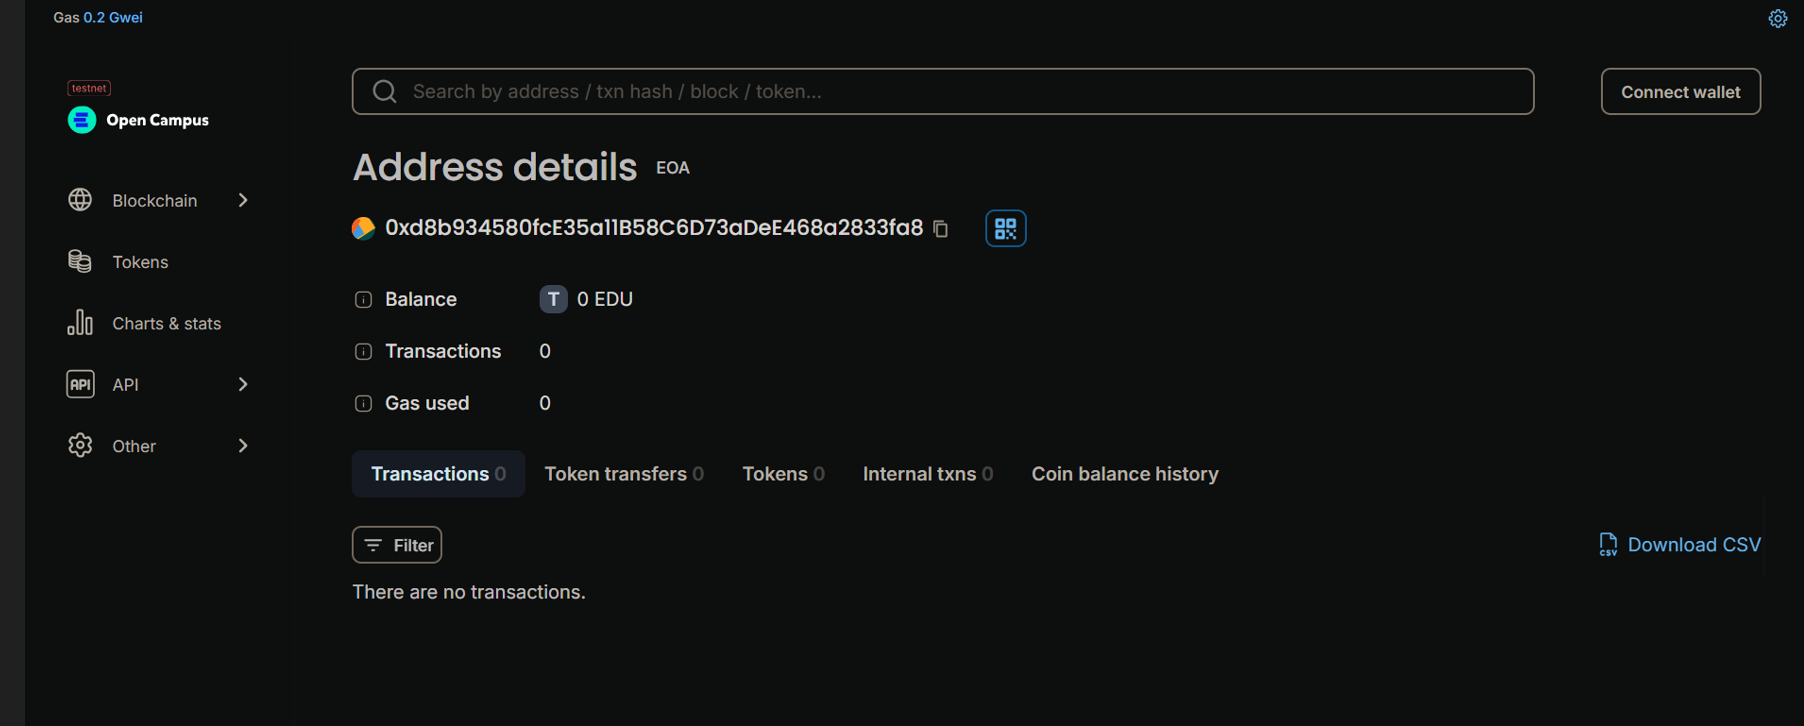 Gas 0.2 Gwei
testnet
Open Campus
Search by address / txn hash / block / token...
Connect wallet
Blockchain
Tokens
Charts & stats
API API
Other
Address details EOA
0xd8b934580fcE35a11B58C6D73aDeE468a2833fa8
Balance T 0 EDU
Transactions 0
Gas used 0
Transactions 0 Token transfers 0 Tokens 0 Internal txns 0 Coin balance history
Filter
CSV Download CSV
There are no transactions.